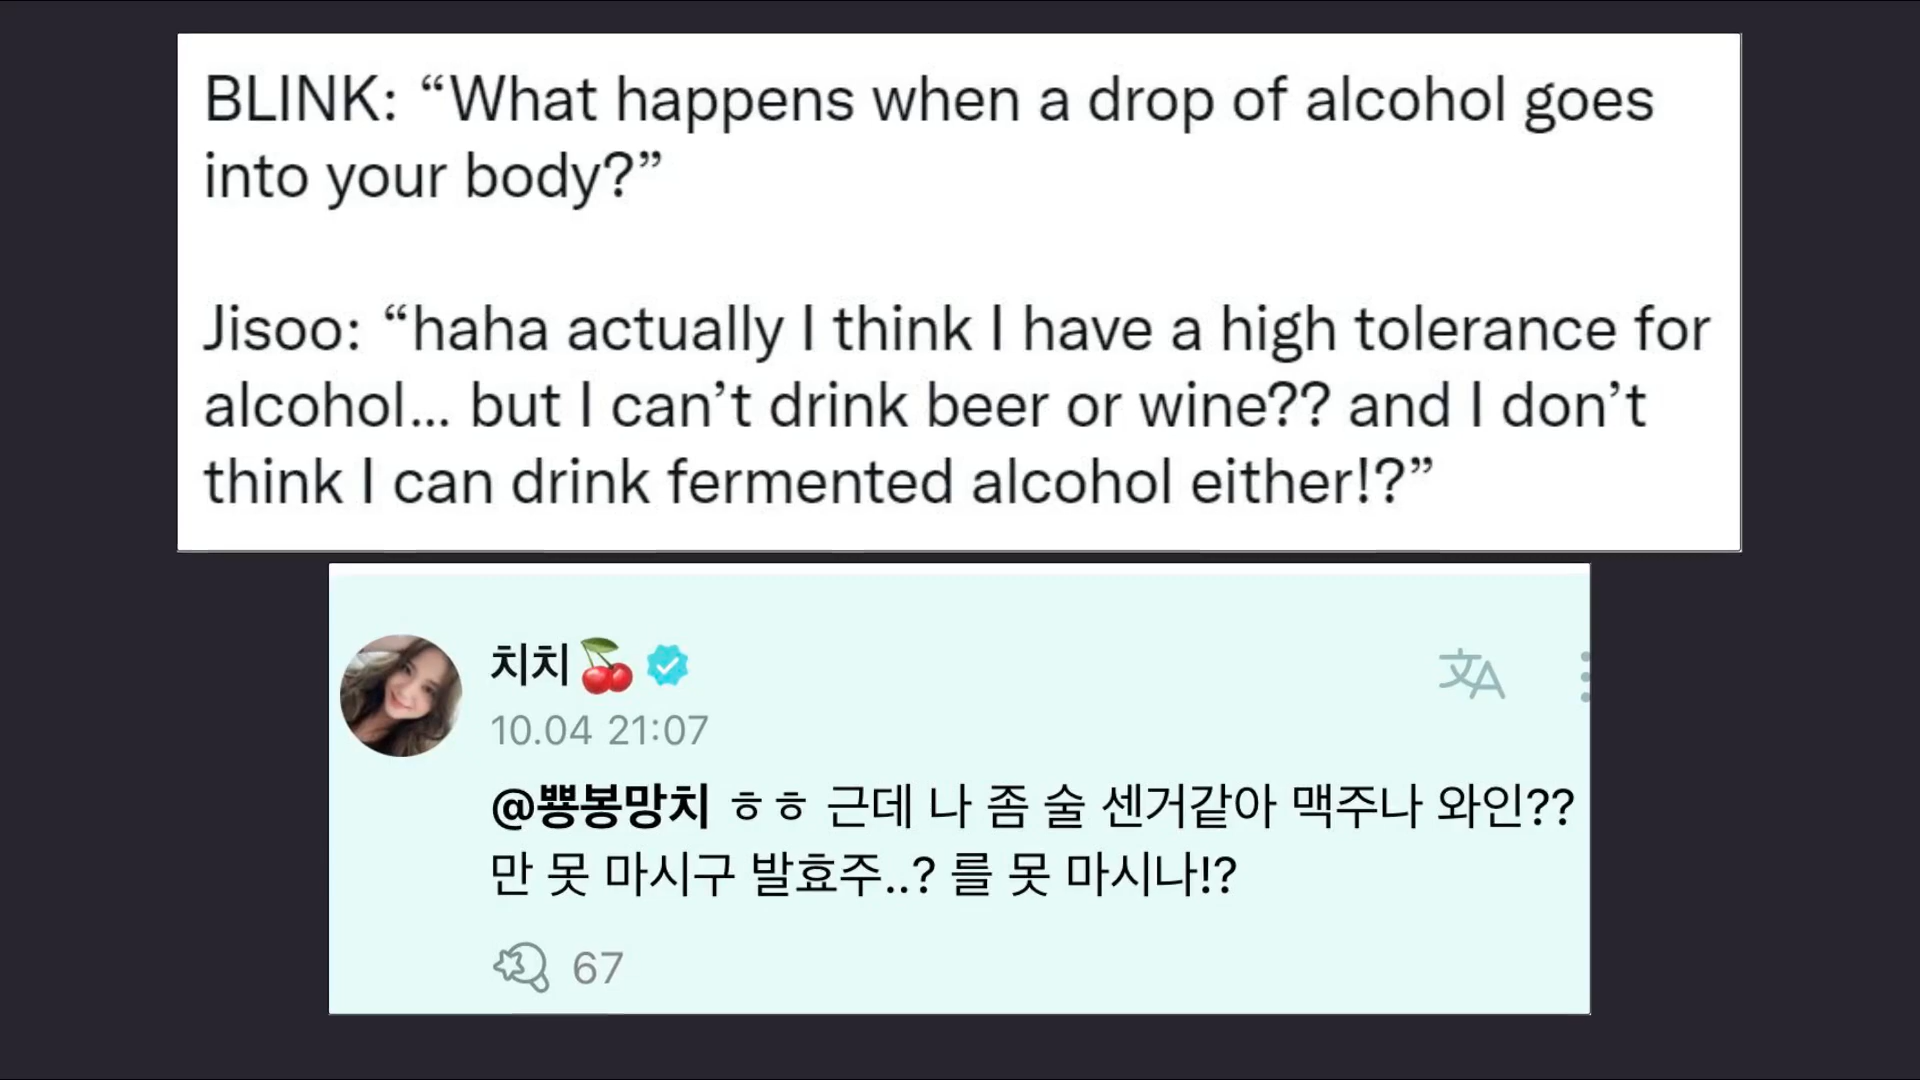 BLINK: “What happens when a drop of alcohol goes
into your body?”
Jisoo: “haha actually I think I have a high tolerance for
alcohol... but I can’t drink beer or wine?? and I don’t
think I can drink fermented alcohol either!?”
치치🍒
10.04 21:07
@뿅봉망치 ㅎㅎ 근데 나 좀 술 센거같아 맥주나 와인??
만 못 마시구 발효주..? 를 못 마시나!?
67